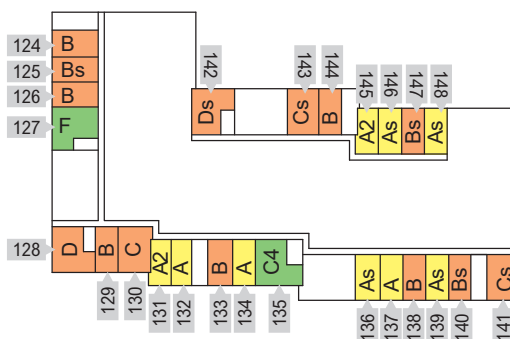 124 B
125 Bs
126 B
127 F
142 143 144 145 146 147 148
Ds Cs B A2 As Bs As
128 D B C A2 A B A C4 As A B As Bs Cs
129 130 131 132 133 134 135 136 137 138 139 140 141